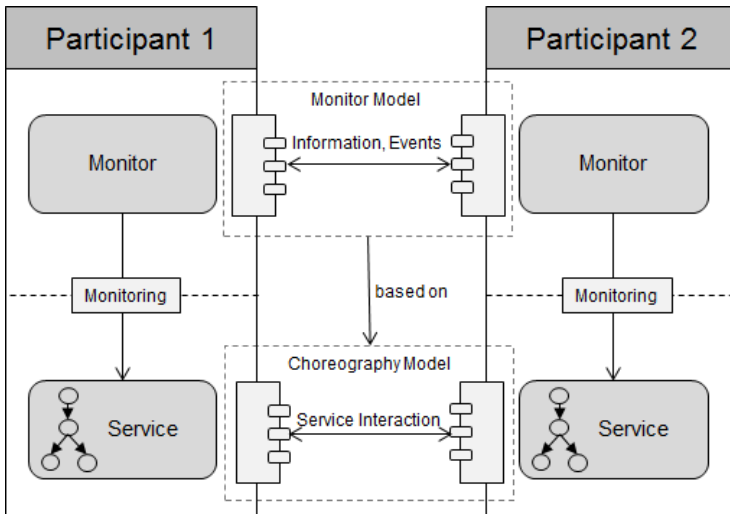 Participant 1
Participant 2
Monitor Model
Monitor
Information, Events
Monitor
Monitoring
based on
Monitoring
Choreography Model
Service
Service Interaction
Service